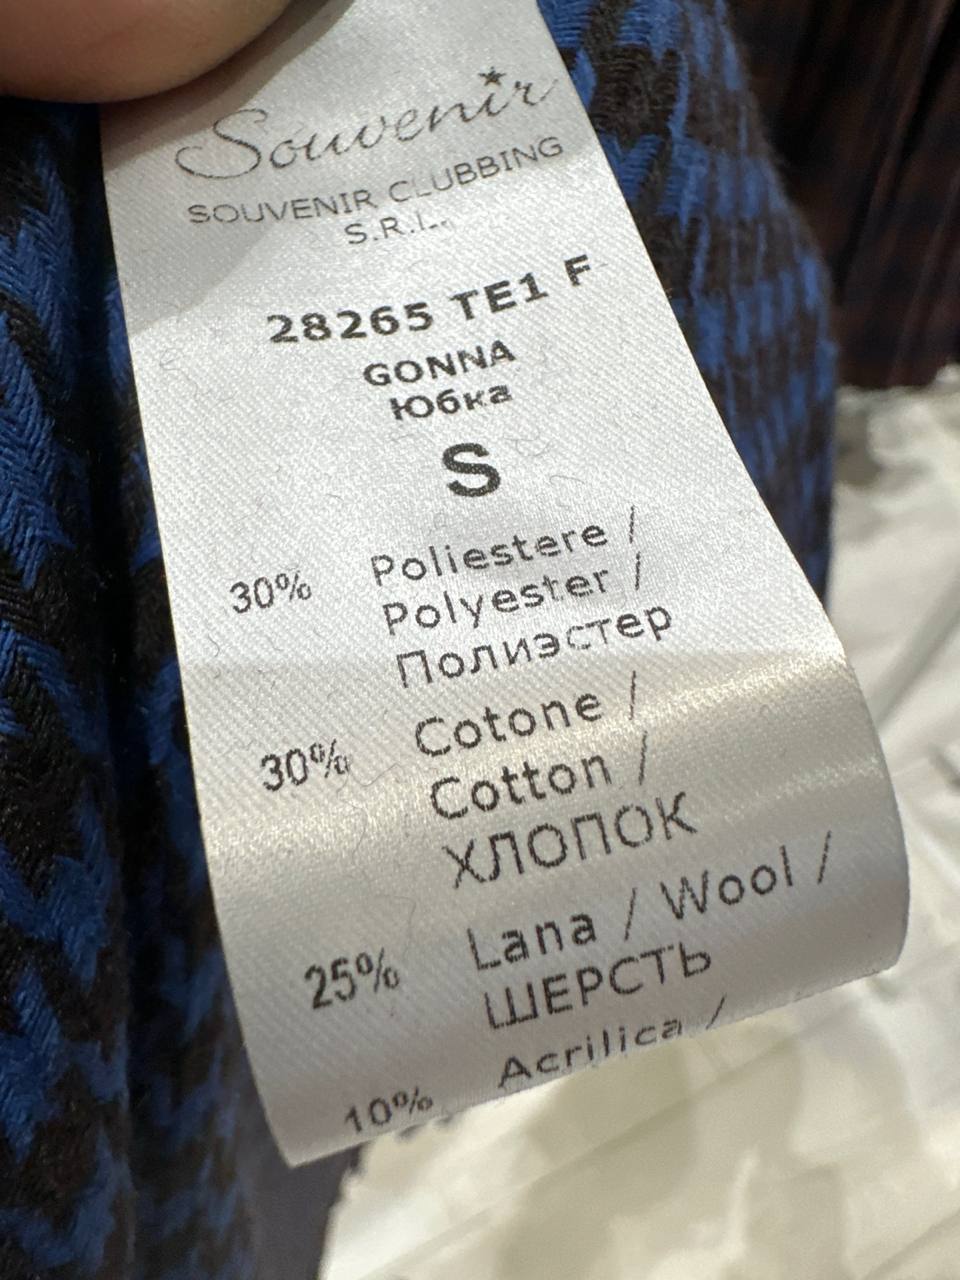 Souvenir
SOUVENIR CLUBBING
S.R.L.
28265 TE1 F
GONNA
Юбка
S
30% Poliestere /
Polyester /
Полиэстер
30% Cotone /
Cotton /
ХЛОПОК
25% Lana / Wool /
ШЕРСТЬ
10% Acrilica /